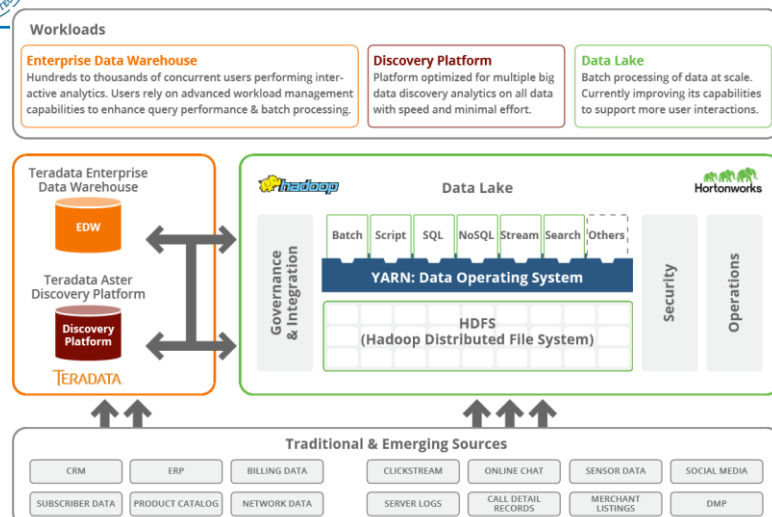 Workloads
Enterprise Data Warehouse
Hundreds to thousands of concurrent users performing inter-
active analytics. Users rely on advanced workload management
capabilities to enhance query performance & batch processing.
Discovery Platform
Platform optimized for multiple big
data discovery analytics on all data
with speed and minimal effort.
Data Lake
Batch processing of data at scale.
Currently improving its capabilities
to support more user interactions.
Teradata Enterprise
Data Warehouse
EDW
Teradata Aster
Discovery Platform
Discovery
Platform
TERADATA
hadoop
Data Lake
Hortonworks
Governance
& Integration
Batch
Script
SQL
NoSQL
Stream
Search
Others
YARN: Data Operating System
HDFS
(Hadoop Distributed File System)
Security
Operations
Traditional & Emerging Sources
CRM
ERP
BILLING DATA
CLICKSTREAM
ONLINE CHAT
SENSOR DATA
SOCIAL MEDIA
SUBSCRIBER DATA
PRODUCT CATALOG
NETWORK DATA
SERVER LOGS
CALL DETAIL
RECORDS
MERCHANT
LISTINGS
DMP